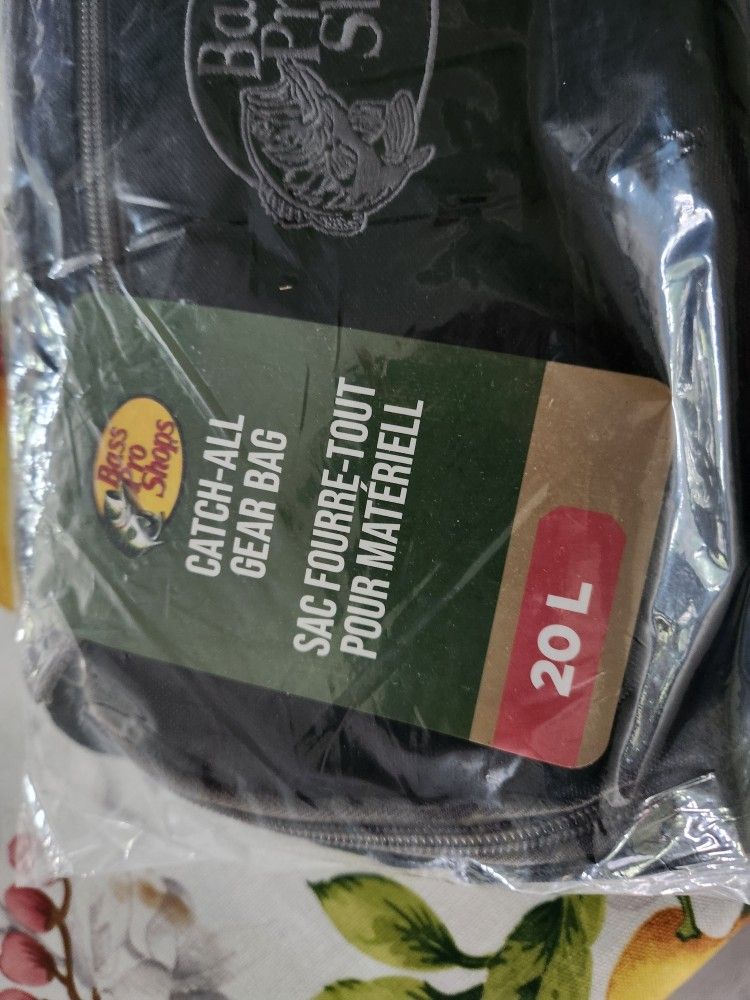 Bass
Pro
Shops
CATCH-ALL
GEAR BAG
SAC FOURRE-TOUT
POUR MATÉRIELL
20 L